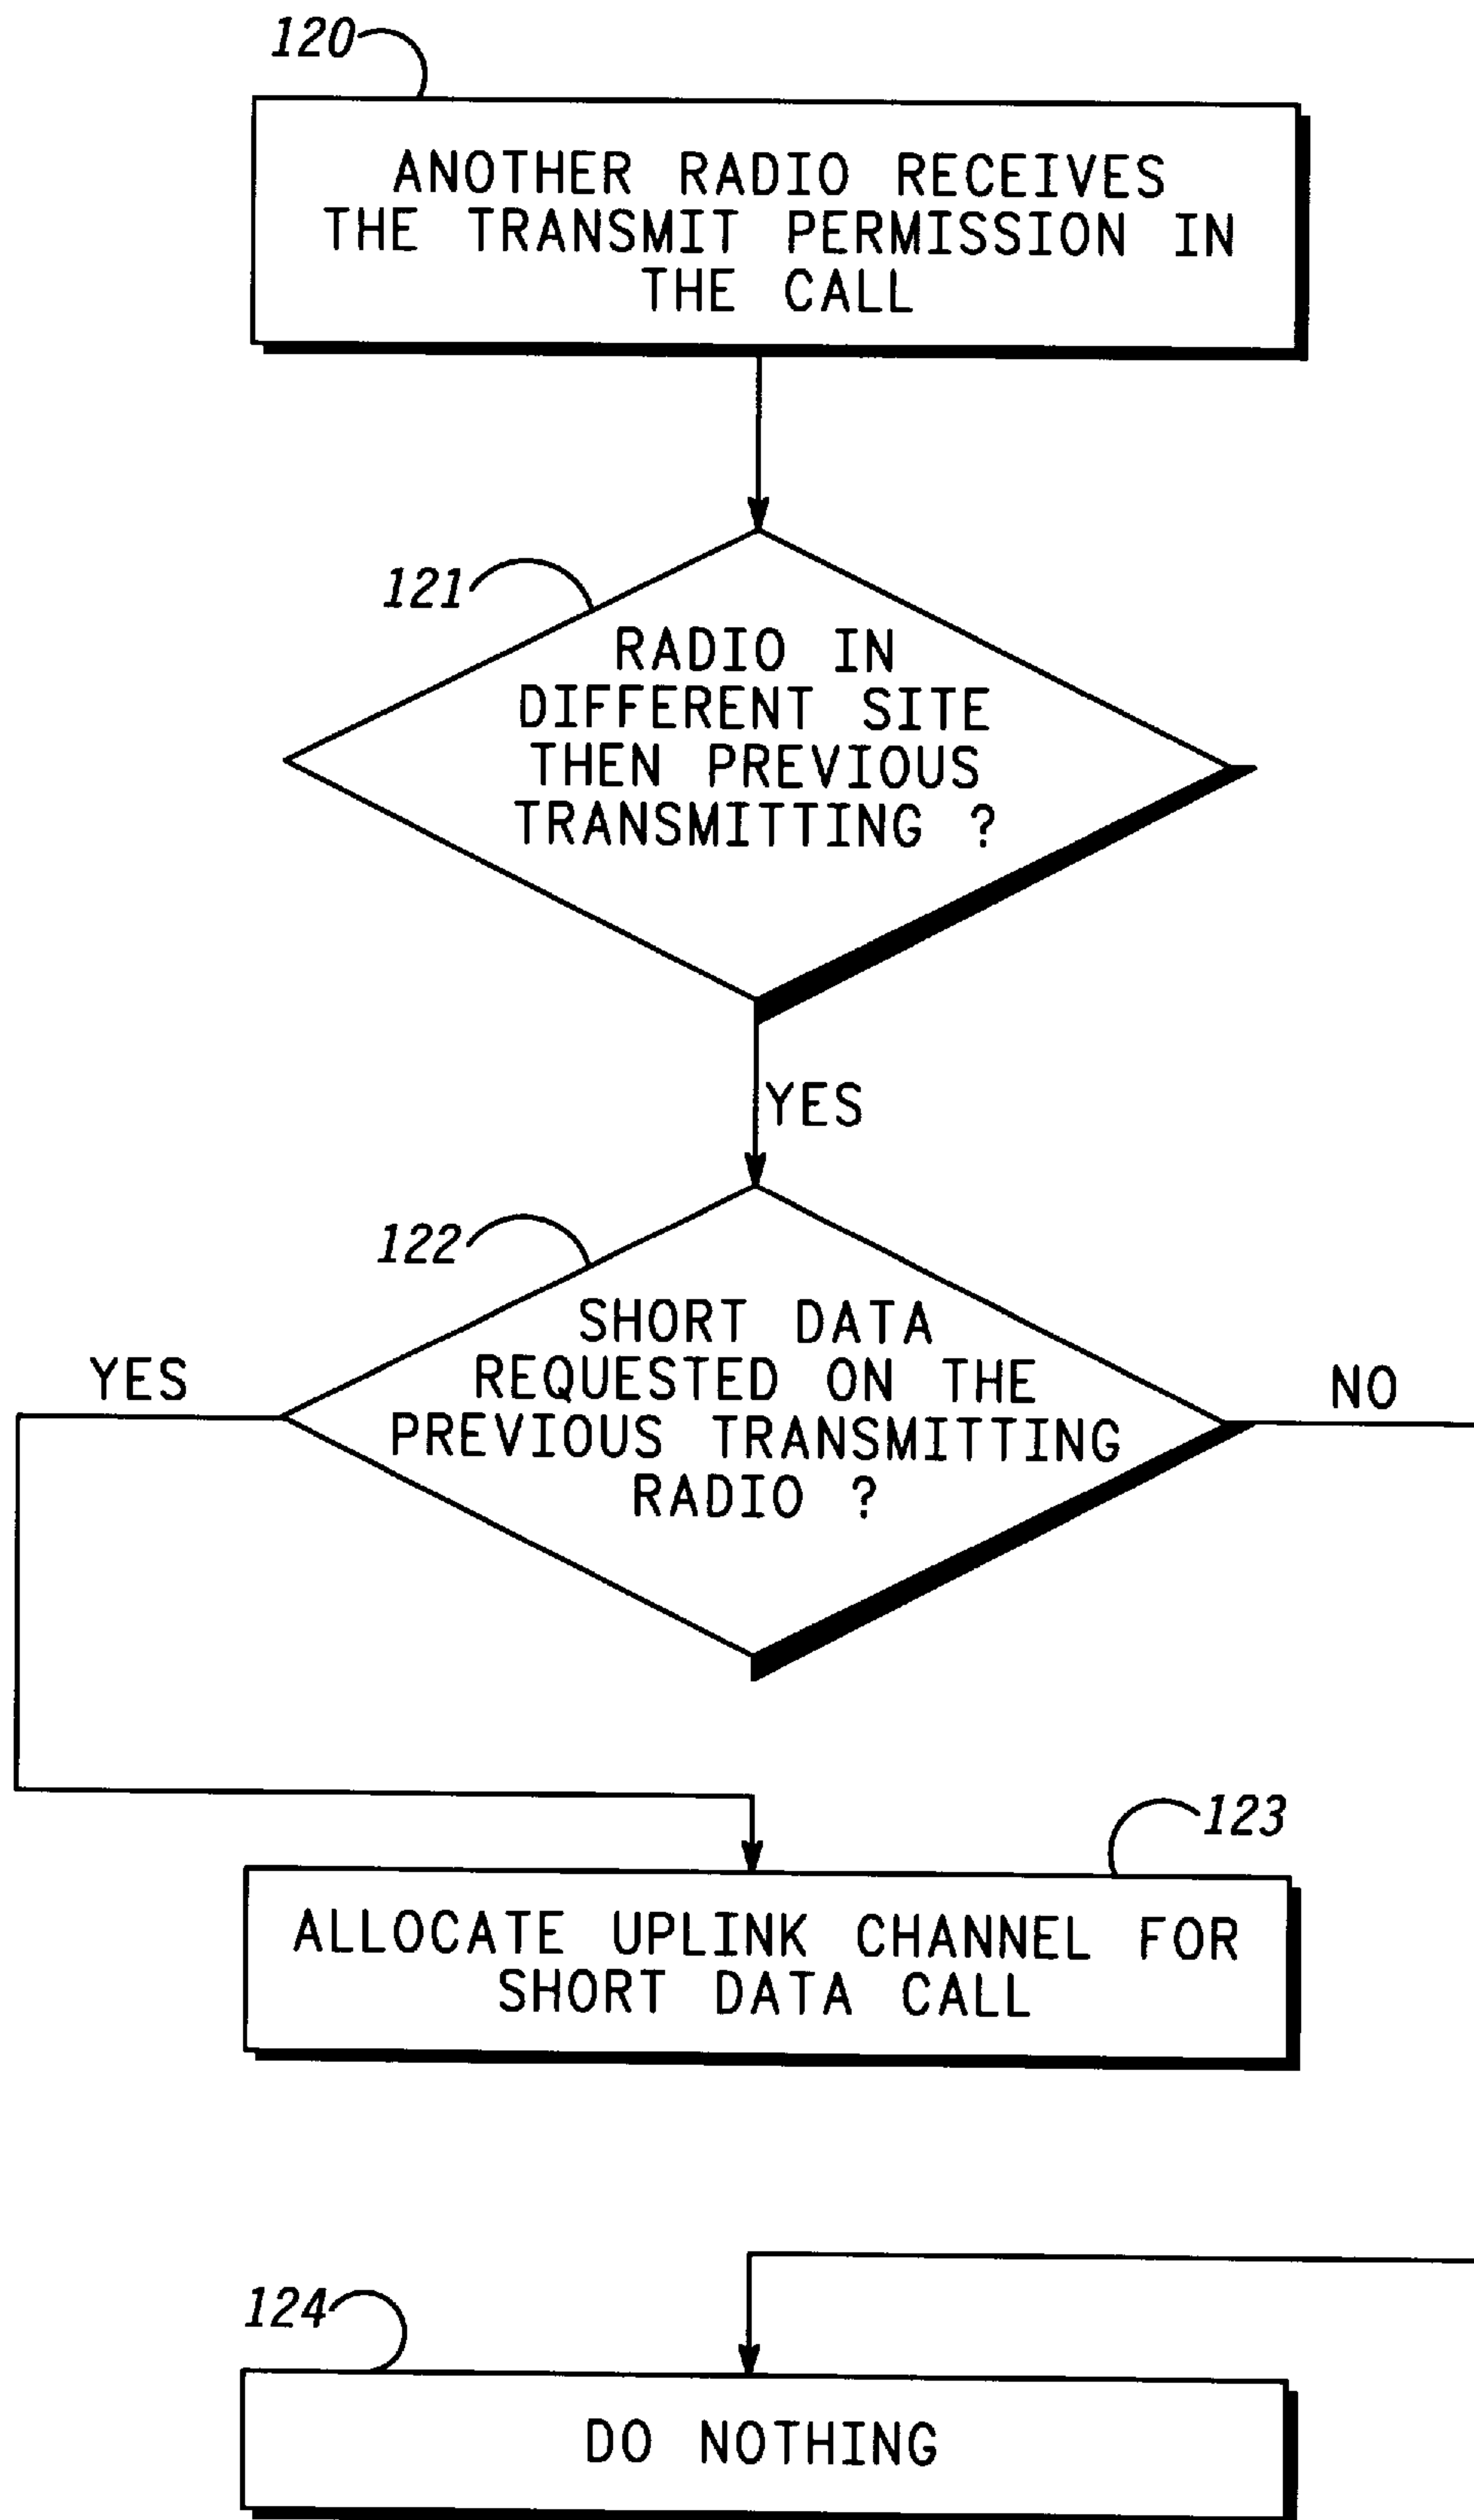 120
ANOTHER RADIO RECEIVES
THE TRANSMIT PERMISSION IN
THE CALL
121
RADIO IN
DIFFERENT SITE
THEN PREVIOUS
TRANSMITTING ?
YES
122
SHORT DATA
REQUESTED ON THE
PREVIOUS TRANSMITTING
RADIO ?
YES
NO
123
ALLOCATE UPLINK CHANNEL FOR
SHORT DATA CALL
124
DO NOTHING